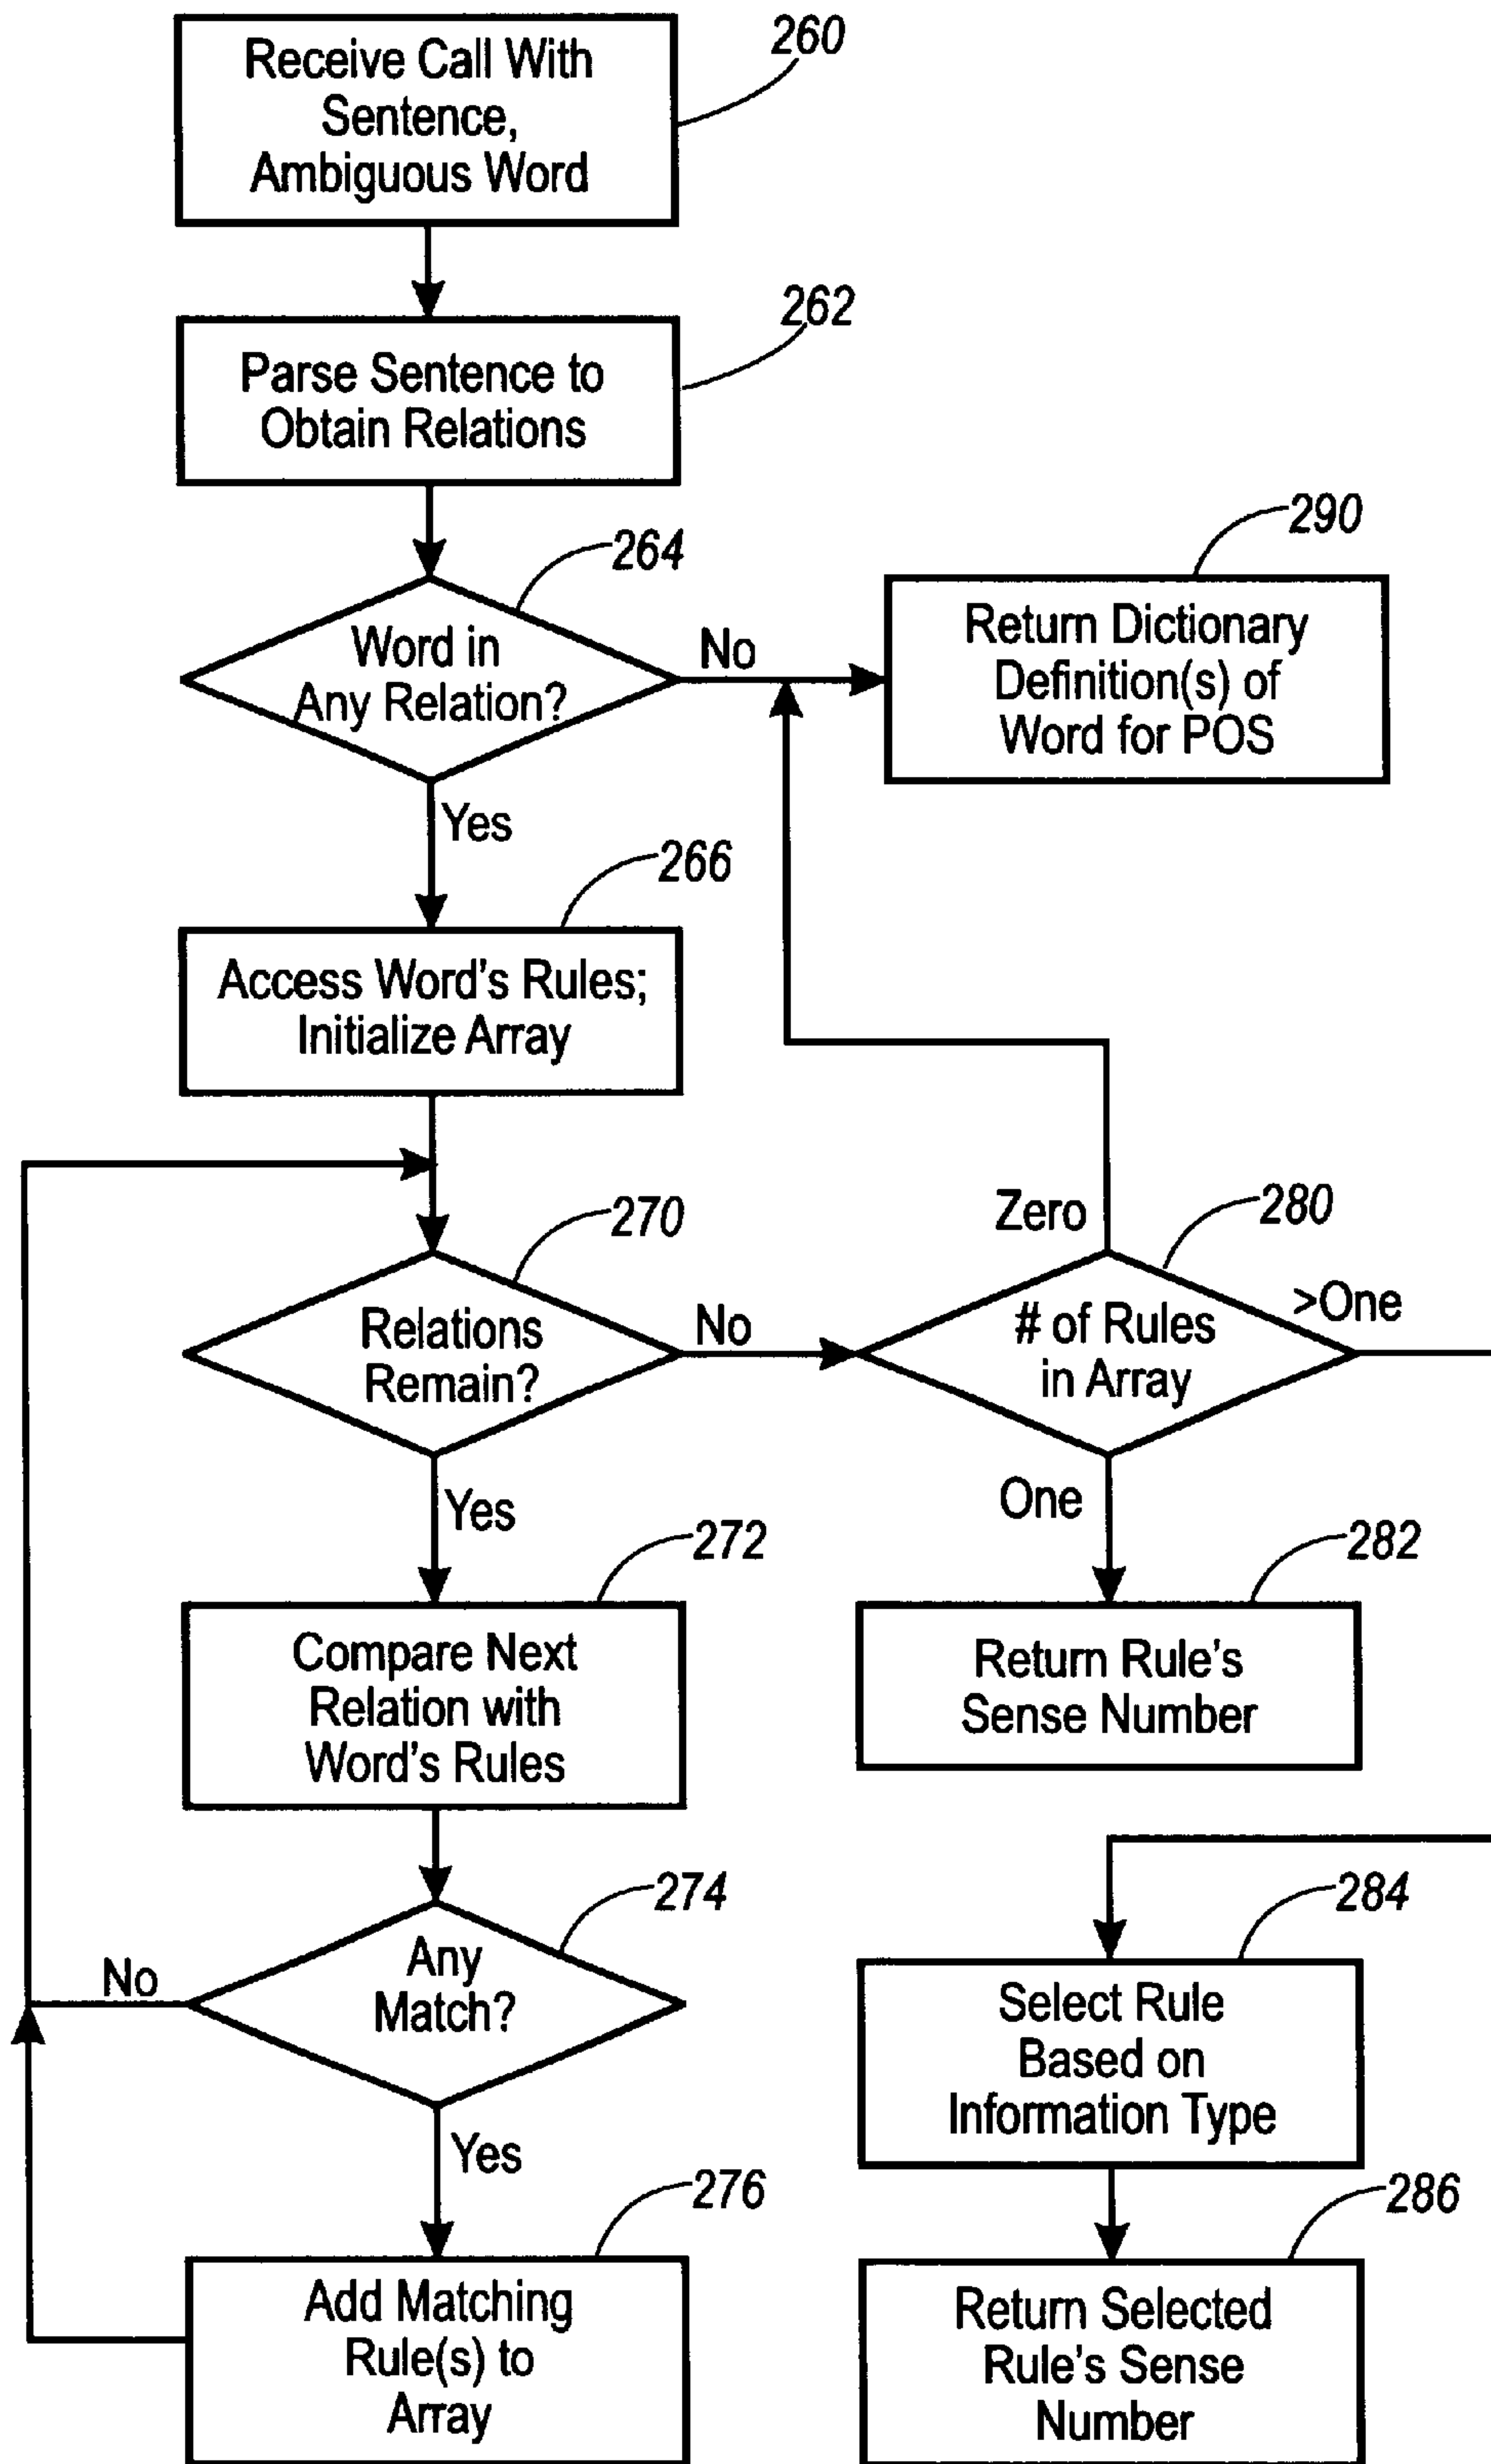 Receive Call With
Sentence,
Ambiguous Word
260
Parse Sentence to
Obtain Relations
262
Word in
Any Relation?
264
No
Yes
Return Dictionary
Definition(s) of
Word for POS
290
Access Word's Rules;
Initialize Array
266
Relations
Remain?
270
No
Yes
# of Rules
in Array
280
Zero
>One
One
Compare Next
Relation with
Word's Rules
272
Return Rule's
Sense Number
282
Any
Match?
274
No
Yes
Select Rule
Based on
Information Type
284
Add Matching
Rule(s) to
Array
276
Return Selected
Rule's Sense
Number
286